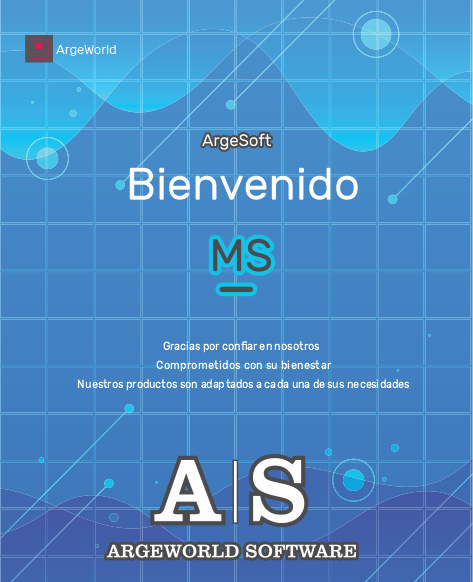 ArgeWorld
ArgeSoft
Bienvenido
MS
Gracias por confiar en nosotros
Comprometidos con su bienestar
Nuestros productos son adaptados a cada una de sus necesidades
A|S
ARGEWORLD SOFTWARE